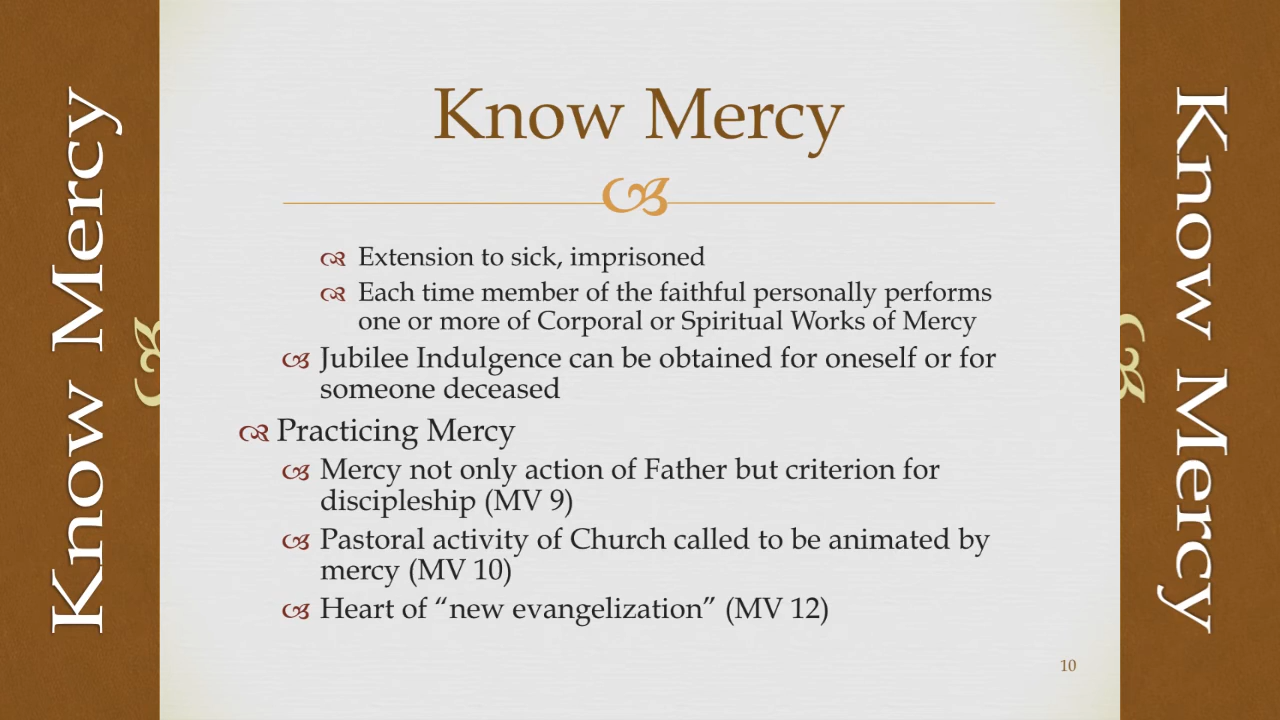 Know Mercy
Know Mercy
Extension to sick, imprisoned
Each time member of the faithful personally performs
one or more of Corporal or Spiritual Works of Mercy
Jubilee Indulgence can be obtained for oneself or for
someone deceased
Practicing Mercy
Mercy not only action of Father but criterion for
discipleship (MV 9)
Pastoral activity of Church called to be animated by
mercy (MV 10)
Heart of “new evangelization” (MV 12)
10
Know Mercy